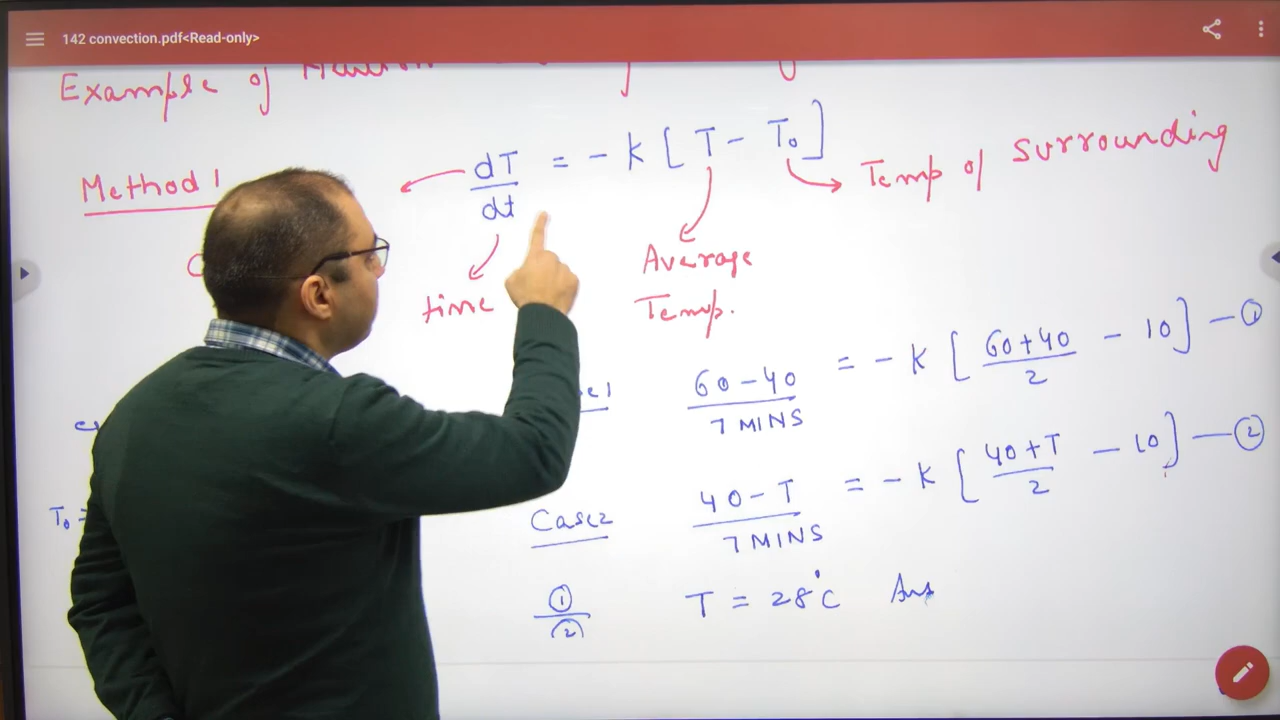 142 convection.pdf<Read-only>
Example of
Method 1
dT/dt = - k [ T - T₀ ]
Temp of surrounding
time
Average
Temp.
60 - 40 / 7 MINS = - k [ 60+40 / 2 - 10 ] — ①
T₀ =
Case2
40 - T / 7 MINS = - k [ 40+T / 2 - 10 ] — ②
①/②
T = 28°C Ans